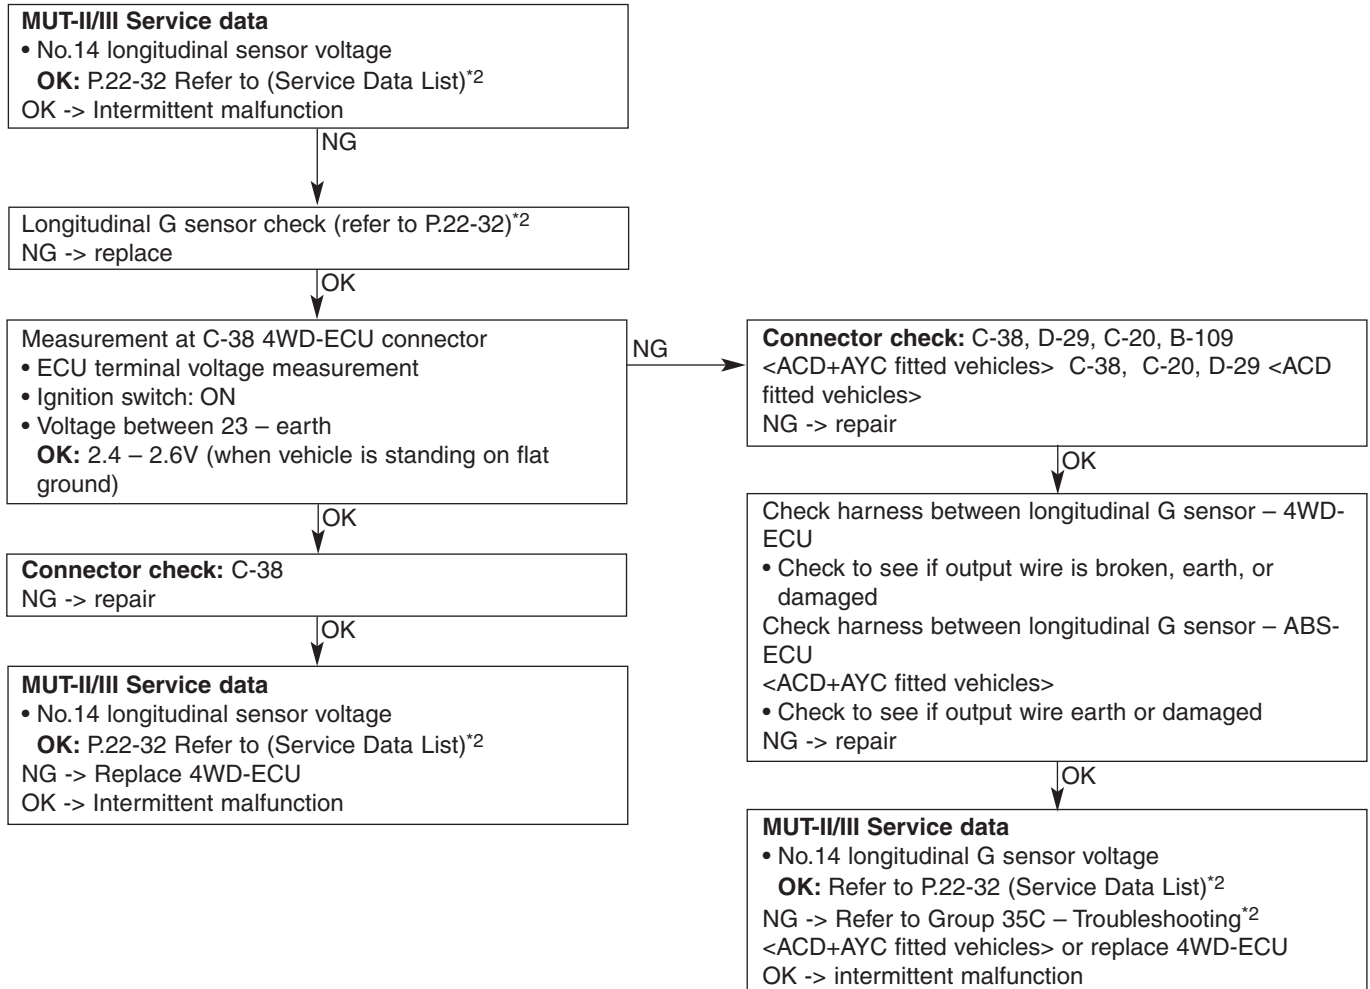 MUT-II/III Service data
• No.14 longitudinal sensor voltage
OK: P.22-32 Refer to (Service Data List)*2
OK -> Intermittent malfunction
NG
Longitudinal G sensor check (refer to P.22-32)*2
NG -> replace
OK
Measurement at C-38 4WD-ECU connector
• ECU terminal voltage measurement
• Ignition switch: ON
• Voltage between 23 – earth
OK: 2.4 – 2.6V (when vehicle is standing on flat
ground)
OK
Connector check: C-38
NG -> repair
OK
MUT-II/III Service data
• No.14 longitudinal sensor voltage
OK: P.22-32 Refer to (Service Data List)*2
NG -> Replace 4WD-ECU
OK -> Intermittent malfunction
NG
Connector check: C-38, D-29, C-20, B-109
<ACD+AYC fitted vehicles> C-38, C-20, D-29 <ACD
fitted vehicles>
NG -> repair
OK
Check harness between longitudinal G sensor – 4WD-
ECU
• Check to see if output wire is broken, earth, or
damaged
Check harness between longitudinal G sensor – ABS-
ECU
<ACD+AYC fitted vehicles>
• Check to see if output wire earth or damaged
NG -> repair
OK
MUT-II/III Service data
• No.14 longitudinal G sensor voltage
OK: Refer to P.22-32 (Service Data List)*2
NG -> Refer to Group 35C – Troubleshooting*2
<ACD+AYC fitted vehicles> or replace 4WD-ECU
OK -> intermittent malfunction